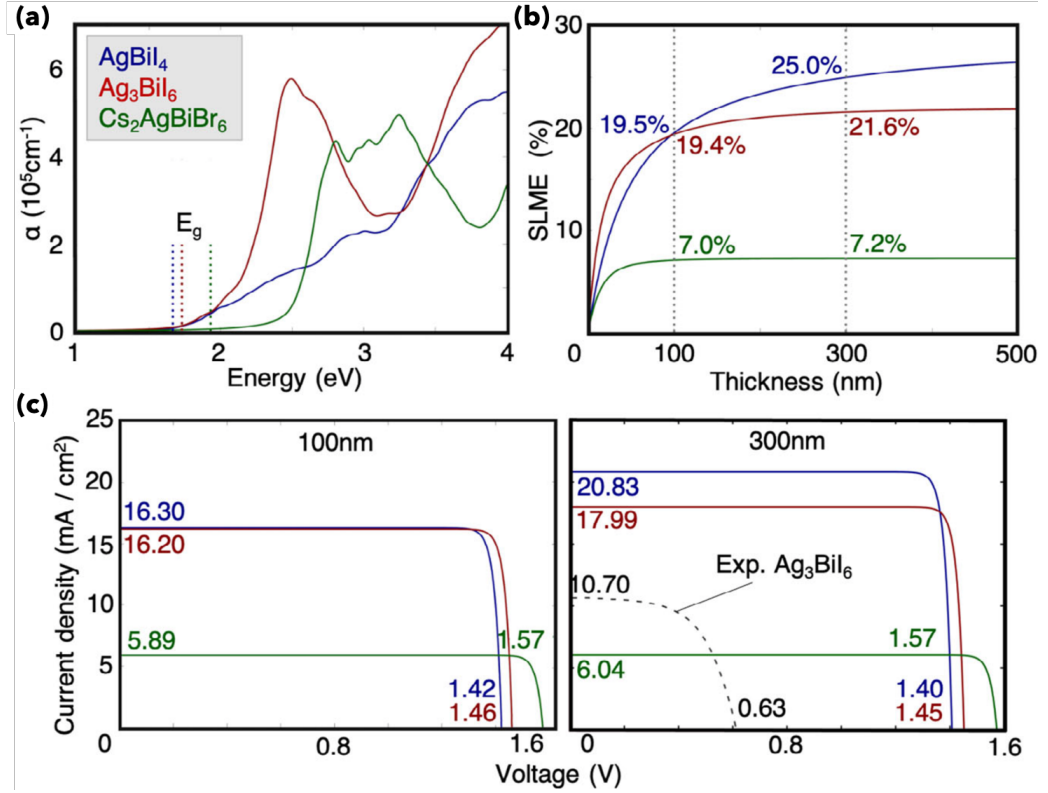 (a)
AgBiI₄
Ag₃BiI₆
Cs₂AgBiBr₆
E_g
α (10⁵cm⁻¹)
6
4
2
0
1 2 3 4
Energy (eV)
(b)
SLME (%)
30
20
10
0 100 300 500
25.0%
19.5%
19.4%
21.6%
7.0%
7.2%
Thickness (nm)
(c)
Current density (mA / cm²)
25
20
15
10
5
0 0.8 1.6
100nm
16.30
16.20
5.89
1.57
1.42
1.46
300nm
20.83
17.99
Exp. Ag₃BiI₆
10.70
6.04
1.57
1.40
1.45
0.63
0 0.8 1.6
Voltage (V)